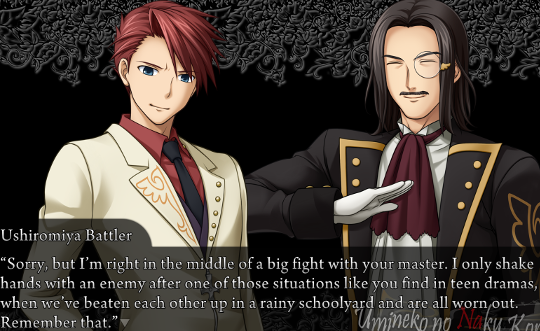 Ushiromiya Battler
“Sorry, but I'm right in the middle of a big fight with your master. I only shake
hands with an enemy after one of those situations like you find in teen dramas,
when we've beaten each other up in a rainy schoolyard and are all worn out.
Remember that.”
Umineko no Naku Kor